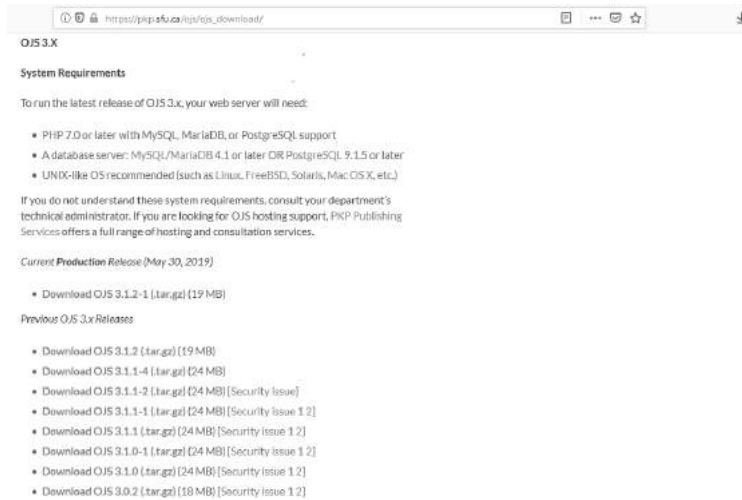 https://pkp.sfu.ca/ojs/ojs_download/
OJS 3.X
System Requirements
To run the latest release of OJS 3.x, your web server will need:
• PHP 7.0 or later with MySQL, MariaDB, or PostgreSQL support
• A database server: MySQL/MariaDB 4.1 or later OR PostgreSQL 9.1.5 or later
• UNIX-like OS recommended (such as Linux, FreeBSD, Solaris, Mac OS X, etc.)
If you do not understand these system requirements, consult your department's
technical administrator. If you are looking for OJS hosting support, PKP Publishing
Services offers a full range of hosting and consultation services.
Current Production Release (May 30, 2019)
• Download OJS 3.1.2-1 (.tar.gz) (19 MB)
Previous OJS 3.x Releases
• Download OJS 3.1.2 (.tar.gz) (19 MB)
• Download OJS 3.1.1-4 (.tar.gz) (24 MB)
• Download OJS 3.1.1-2 (.tar.gz) (24 MB) [Security issue]
• Download OJS 3.1.1-1 (.tar.gz) (24 MB) [Security issue 1 2]
• Download OJS 3.1.1 (.tar.gz) (24 MB) [Security issue 1 2]
• Download OJS 3.1.0-1 (.tar.gz) (24 MB) [Security issue 1 2]
• Download OJS 3.1.0 (.tar.gz) (24 MB) [Security issue 1 2]
• Download OJS 3.0.2 (.tar.gz) (18 MB) [Security issue 1 2]